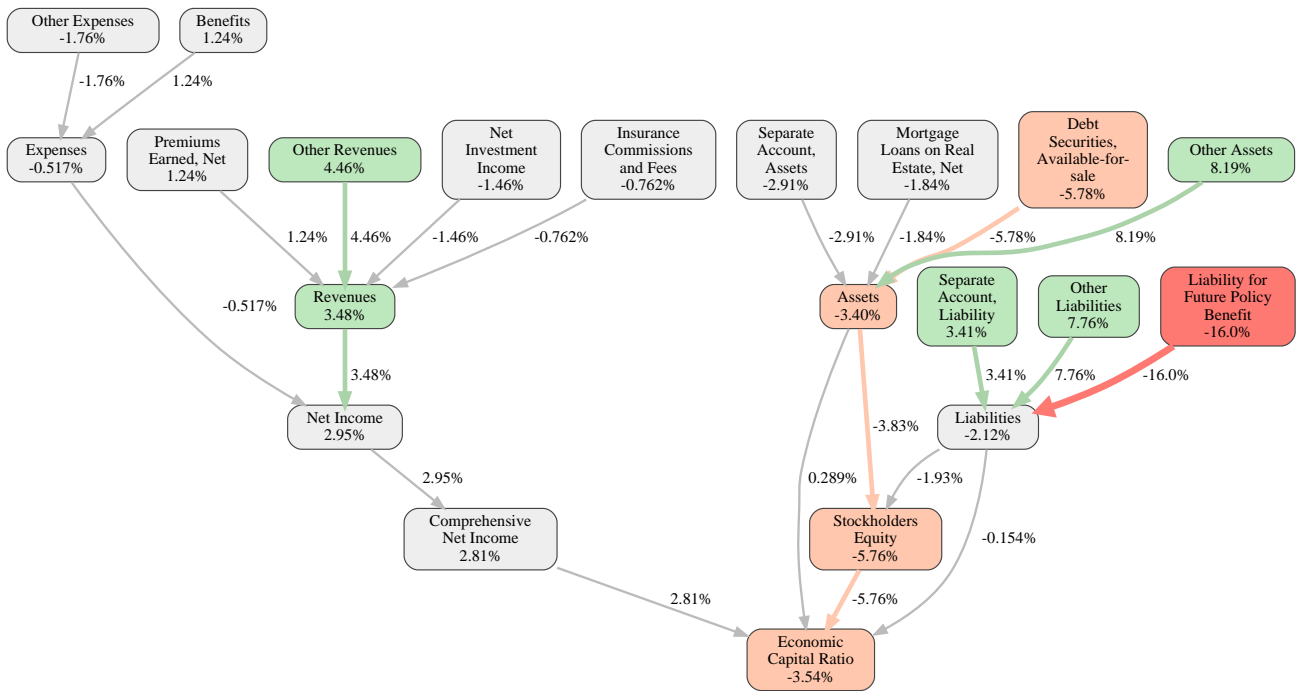 Other Expenses
-1.76%
Benefits
1.24%
-1.76%
1.24%
Expenses
-0.517%
Premiums
Earned, Net
1.24%
Other Revenues
4.46%
Net
Investment
Income
-1.46%
Insurance
Commissions
and Fees
-0.762%
Separate
Account,
Assets
-2.91%
Mortgage
Loans on Real
Estate, Net
-1.84%
Debt
Securities,
Available-for-
sale
-5.78%
Other Assets
8.19%
1.24%
4.46%
-1.46%
-0.762%
-2.91%
-1.84%
-5.78%
8.19%
-0.517%
Revenues
3.48%
Assets
-3.40%
Separate
Account,
Liability
3.41%
Other
Liabilities
7.76%
Liability for
Future Policy
Benefit
-16.0%
3.48%
3.41%
7.76%
-16.0%
Net Income
2.95%
-3.83%
Liabilities
-2.12%
2.95%
0.289%
-1.93%
Comprehensive
Net Income
2.81%
Stockholders
Equity
-5.76%
-0.154%
2.81%
-5.76%
Economic
Capital Ratio
-3.54%